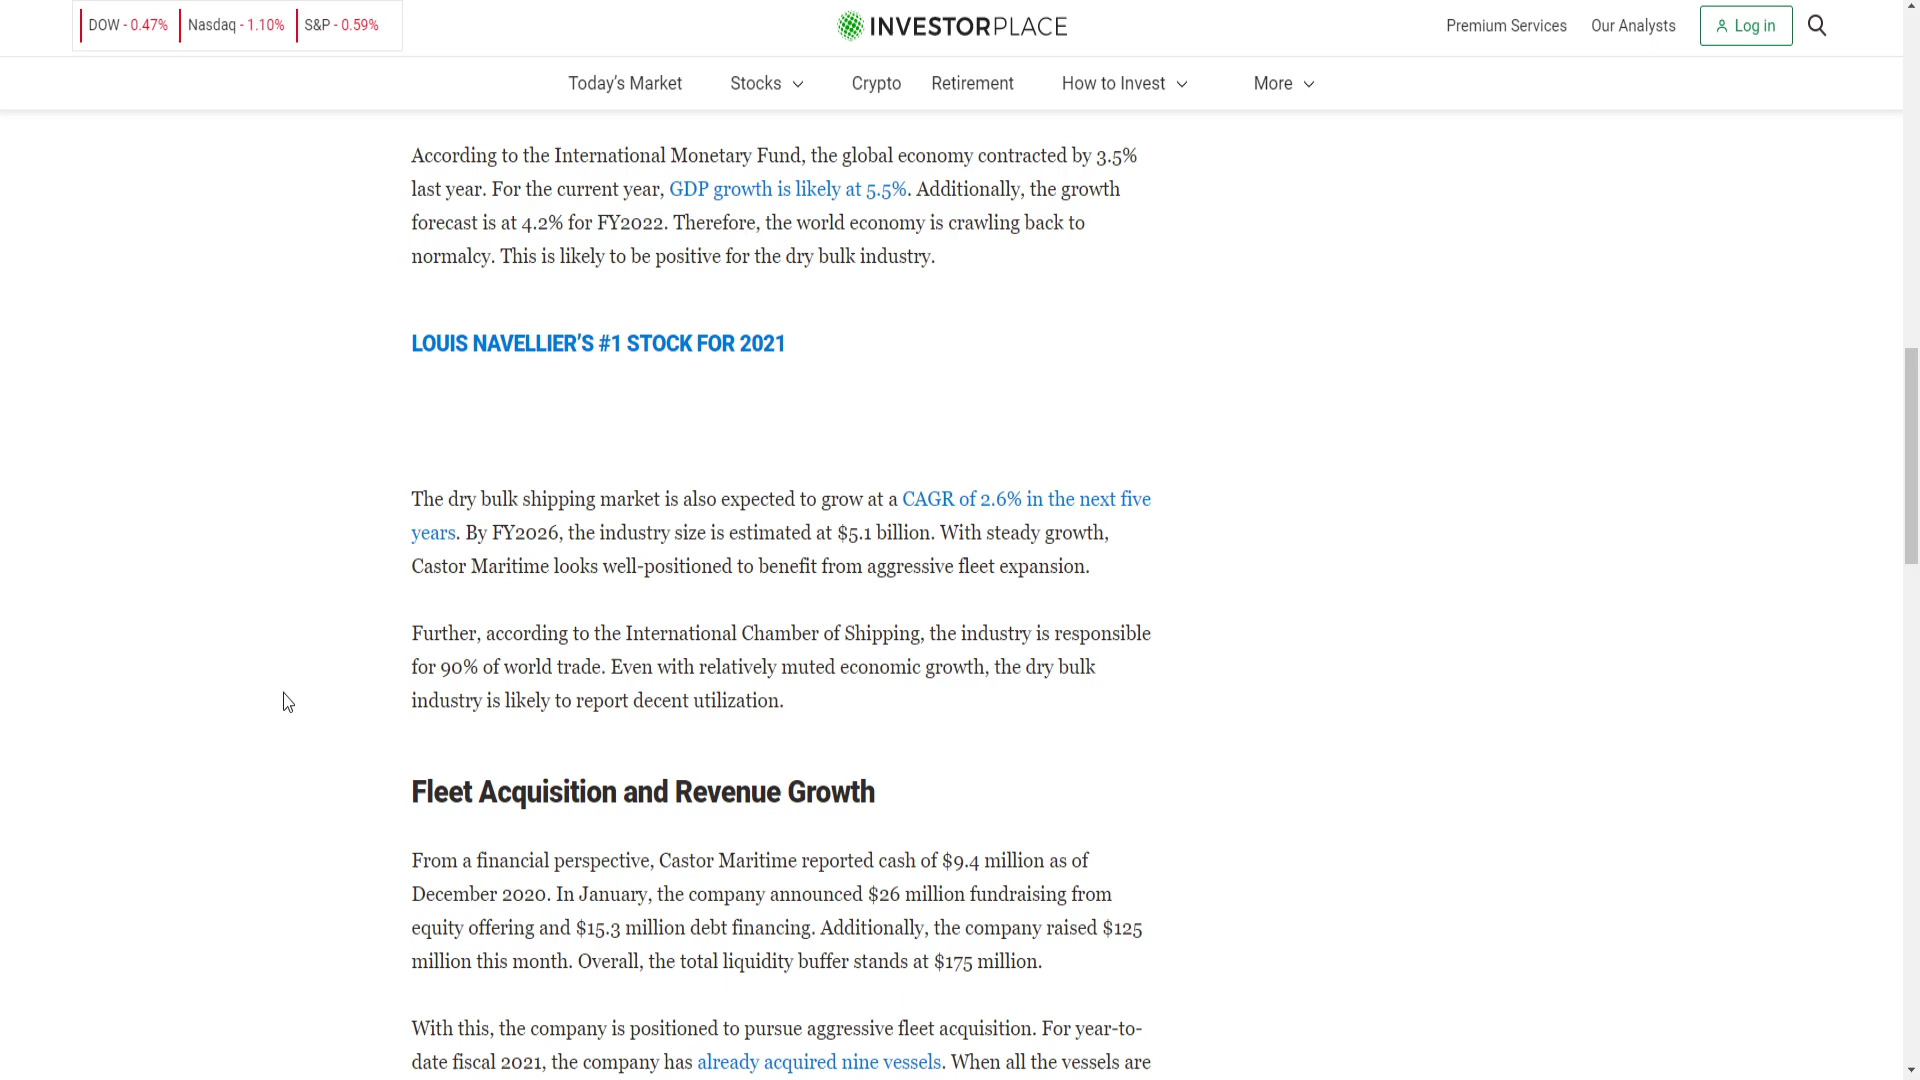 DOW - 0.47% Nasdaq - 1.10% S&P - 0.59%
INVESTORPLACE
Premium Services Our Analysts Log in
Today's Market Stocks Crypto Retirement How to Invest More
According to the International Monetary Fund, the global economy contracted by 3.5%
last year. For the current year, GDP growth is likely at 5.5%. Additionally, the growth
forecast is at 4.2% for FY2022. Therefore, the world economy is crawling back to
normalcy. This is likely to be positive for the dry bulk industry.
LOUIS NAVELLIER'S #1 STOCK FOR 2021
The dry bulk shipping market is also expected to grow at a CAGR of 2.6% in the next five
years. By FY2026, the industry size is estimated at $5.1 billion. With steady growth,
Castor Maritime looks well-positioned to benefit from aggressive fleet expansion.
Further, according to the International Chamber of Shipping, the industry is responsible
for 90% of world trade. Even with relatively muted economic growth, the dry bulk
industry is likely to report decent utilization.
Fleet Acquisition and Revenue Growth
From a financial perspective, Castor Maritime reported cash of $9.4 million as of
December 2020. In January, the company announced $26 million fundraising from
equity offering and $15.3 million debt financing. Additionally, the company raised $125
million this month. Overall, the total liquidity buffer stands at $175 million.
With this, the company is positioned to pursue aggressive fleet acquisition. For year-to-
date fiscal 2021, the company has already acquired nine vessels. When all the vessels are